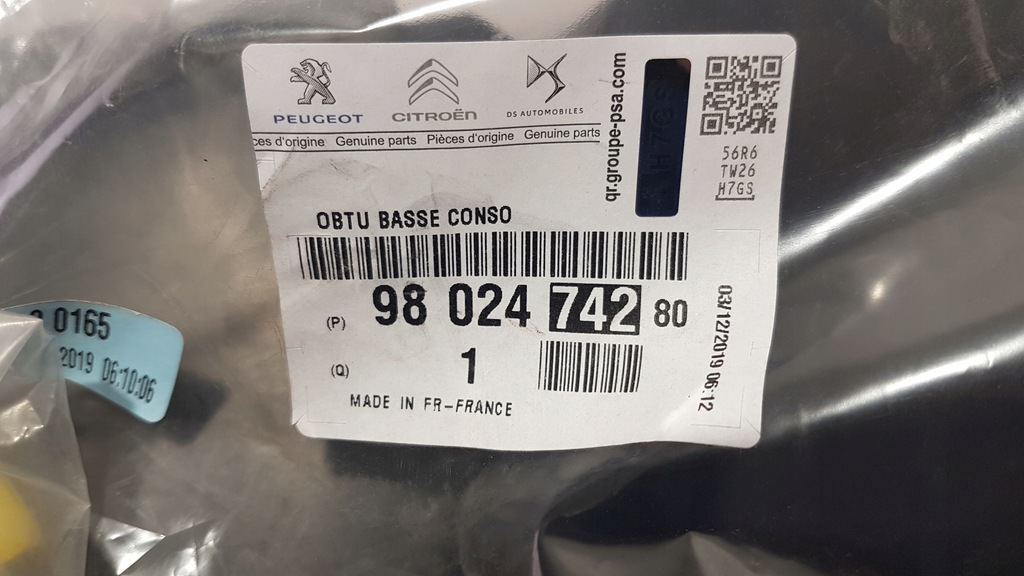 PEUGEOT CITROËN DS AUTOMOBILES
ces d'origine Genuine parts Pièces d'origine Genuine parts
qr.groupe-psa.com
H7GS
56R6
TW26
H7GS
OBTU BASSE CONSO
(P) 98 024 742 80
(Q) 1
MADE IN FR-FRANCE
03/12/2019 06:12
0165
2019 06:10:06